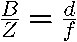 B/Z = d/f